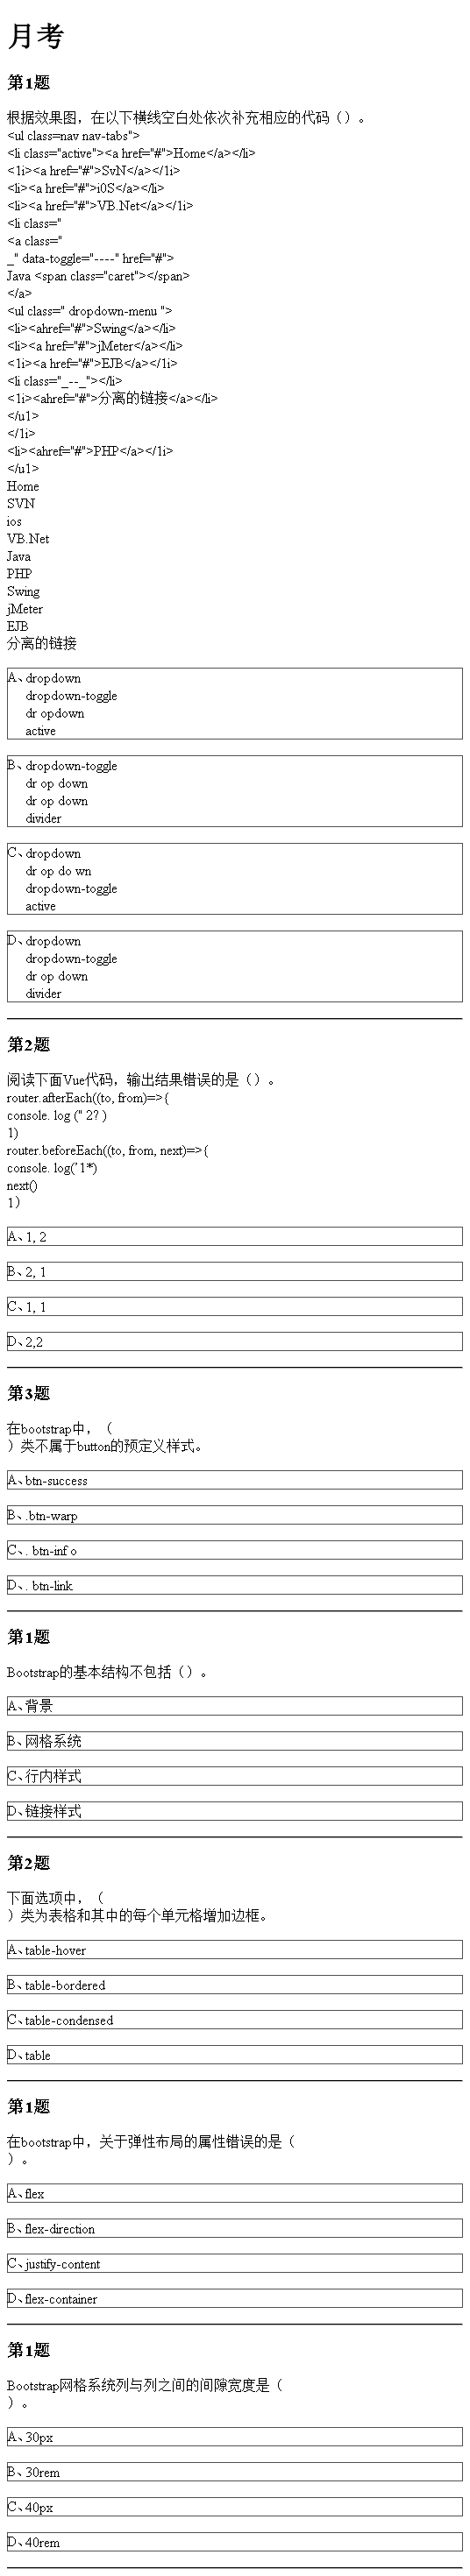 月考
第1题
根据效果图，在以下横线空白处依次补充相应的代码（）。
<ul class=nav nav-tabs">
<li class="active"><a href="#">Home</a></li>
<1i><a href="#">SvN</a></1i>
<li><a href="#">i0S</a></li>
<li><a href="#">VB.Net</a></1i>
<li class="
<a class="
_" data-toggle="----" href="#">
Java <span class="caret"></span>
</a>
<ul class=" dropdown-menu ">
<li><ahref="#">Swing</a></li>
<li><a href="#">jMeter</a></li>
<1i><a href="#">EJB</a></1i>
<li class="_--_"></li>
<1i><ahref="#">分离的链接</a></li>
</u1>
</1i>
<li><ahref="#">PHP</a></1i>
</u1>
Home
SVN
ios
VB.Net
Java
PHP
Swing
jMeter
EJB
分离的链接
A、dropdown
dropdown-toggle
dr opdown
active
B、dropdown-toggle
dr op down
dr op down
divider
C、dropdown
dr op do wn
dropdown-toggle
active
D、dropdown
dropdown-toggle
dr op down
divider
第2题
阅读下面Vue代码，输出结果错误的是（）。
router.afterEach((to, from)=>{
console. log (" 2? )
1)
router.beforeEach((to, from, next)=>{
console. log('1*)
next()
1）
A、1, 2
B、2, 1
C、1, 1
D、2,2
第3题
在bootstrap中，（
）类不属于button的预定义样式。
A、btn-success
B、.btn-warp
C、. btn-inf o
D、. btn-link
第1题
Bootstrap的基本结构不包括（）。
A、背景
B、网格系统
C、行内样式
D、链接样式
第2题
下面选项中，（
）类为表格和其中的每个单元格增加边框。
A、table-hover
B、table-bordered
C、table-condensed
D、table
第1题
在bootstrap中，关于弹性布局的属性错误的是（
）。
A、flex
B、flex-direction
C、justify-content
D、flex-container
第1题
Bootstrap网格系统列与列之间的间隙宽度是（
）。
A、30px
B、30rem
C、40px
D、40rem